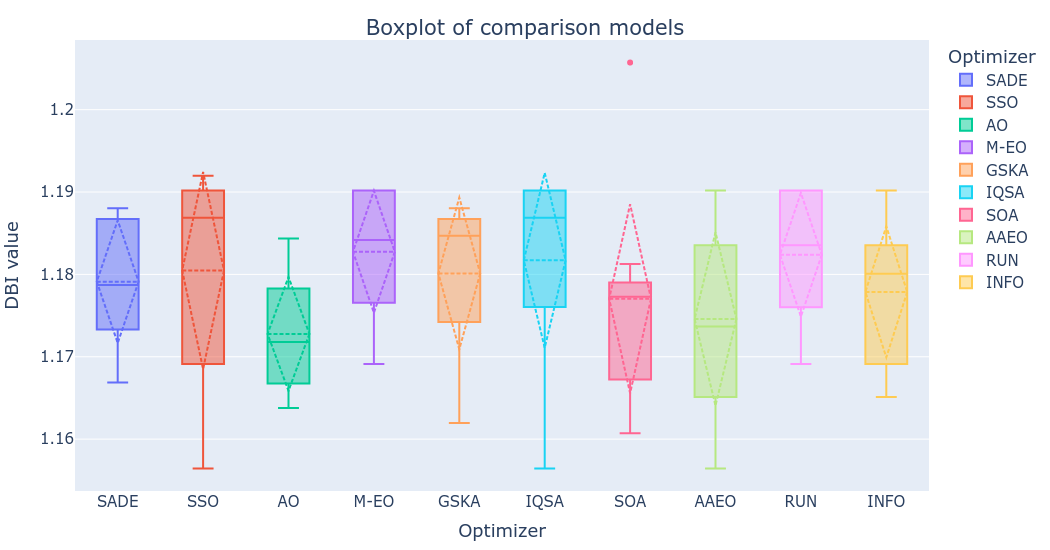 Boxplot of comparison models
DBI value
1.2
1.19
1.18
1.17
1.16
SADE
SSO
AO
M-EO
GSKA
IQSA
SOA
AAEO
RUN
INFO
Optimizer
Optimizer
SADE
SSO
AO
M-EO
GSKA
IQSA
SOA
AAEO
RUN
INFO